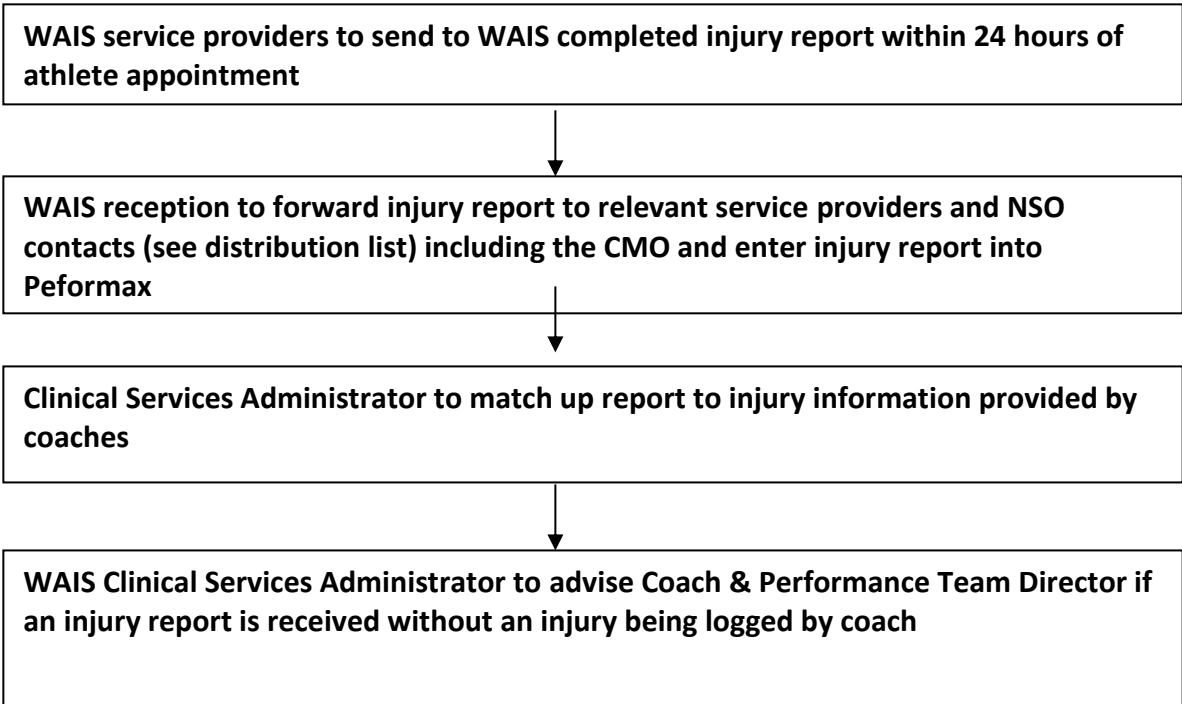 WAIS service providers to send to WAIS completed injury report within 24 hours of
athlete appointment
WAIS reception to forward injury report to relevant service providers and NSO
contacts (see distribution list) including the CMO and enter injury report into
Peformax
Clinical Services Administrator to match up report to injury information provided by
coaches
WAIS Clinical Services Administrator to advise Coach & Performance Team Director if
an injury report is received without an injury being logged by coach